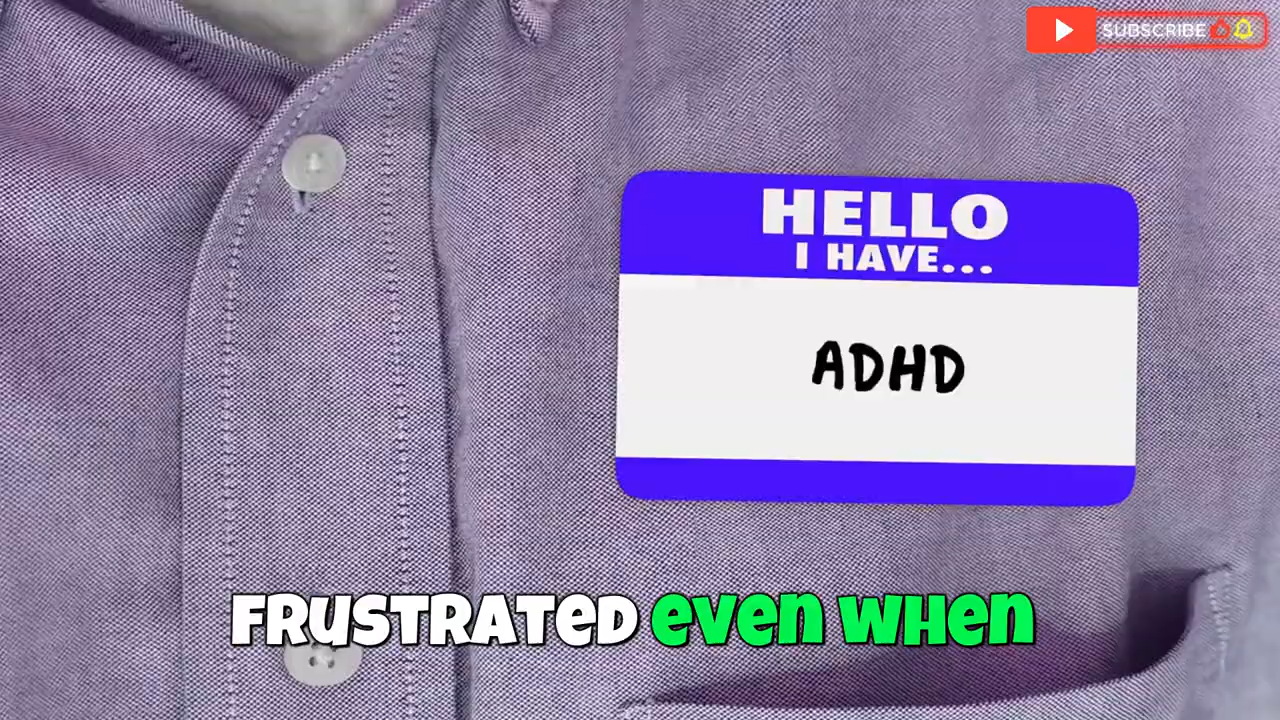 SUBSCRIBE
HELLO
I HAVE...
ADHD
FRUSTRATED EVEN WHEN